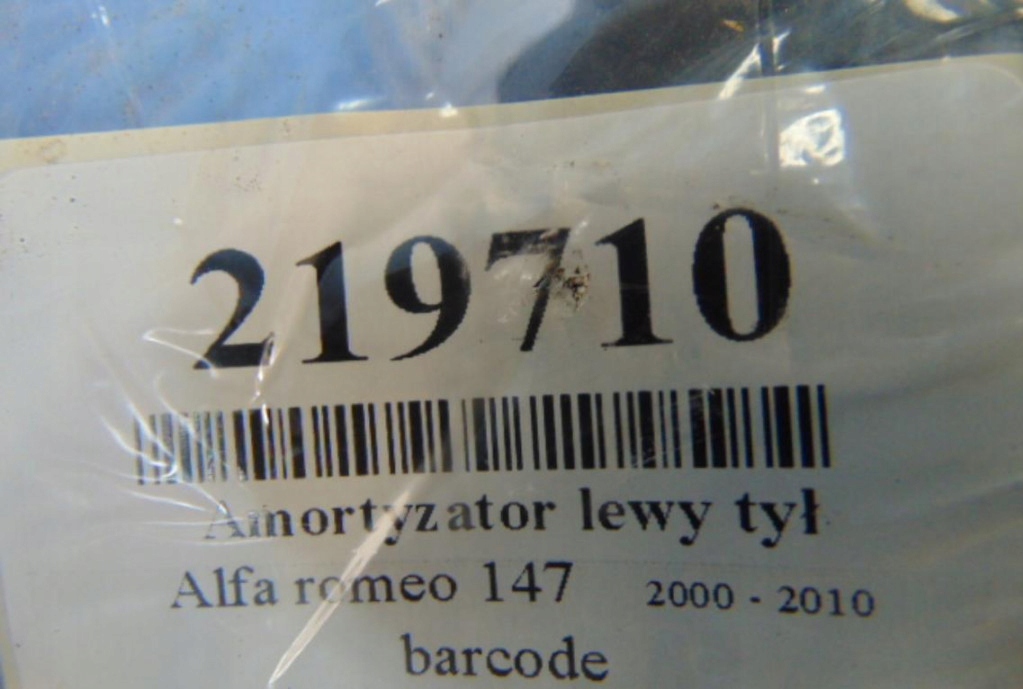 219710
Amortyzator lewy tył
Alfa romeo 147 2000 - 2010
barcode